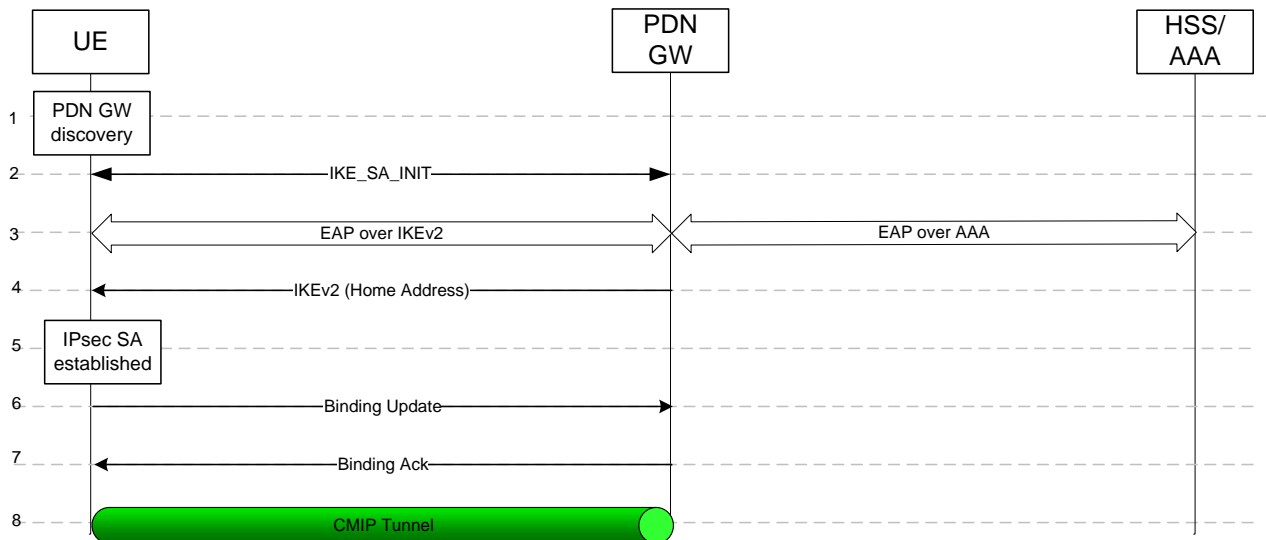 UE
PDN
GW
HSS/
AAA
1
PDN GW
discovery
2
IKE_SA_INIT
3
EAP over IKEv2
EAP over AAA
4
IKEv2 (Home Address)
5
IPsec SA
established
6
Binding Update
7
Binding Ack
8
CMIP Tunnel